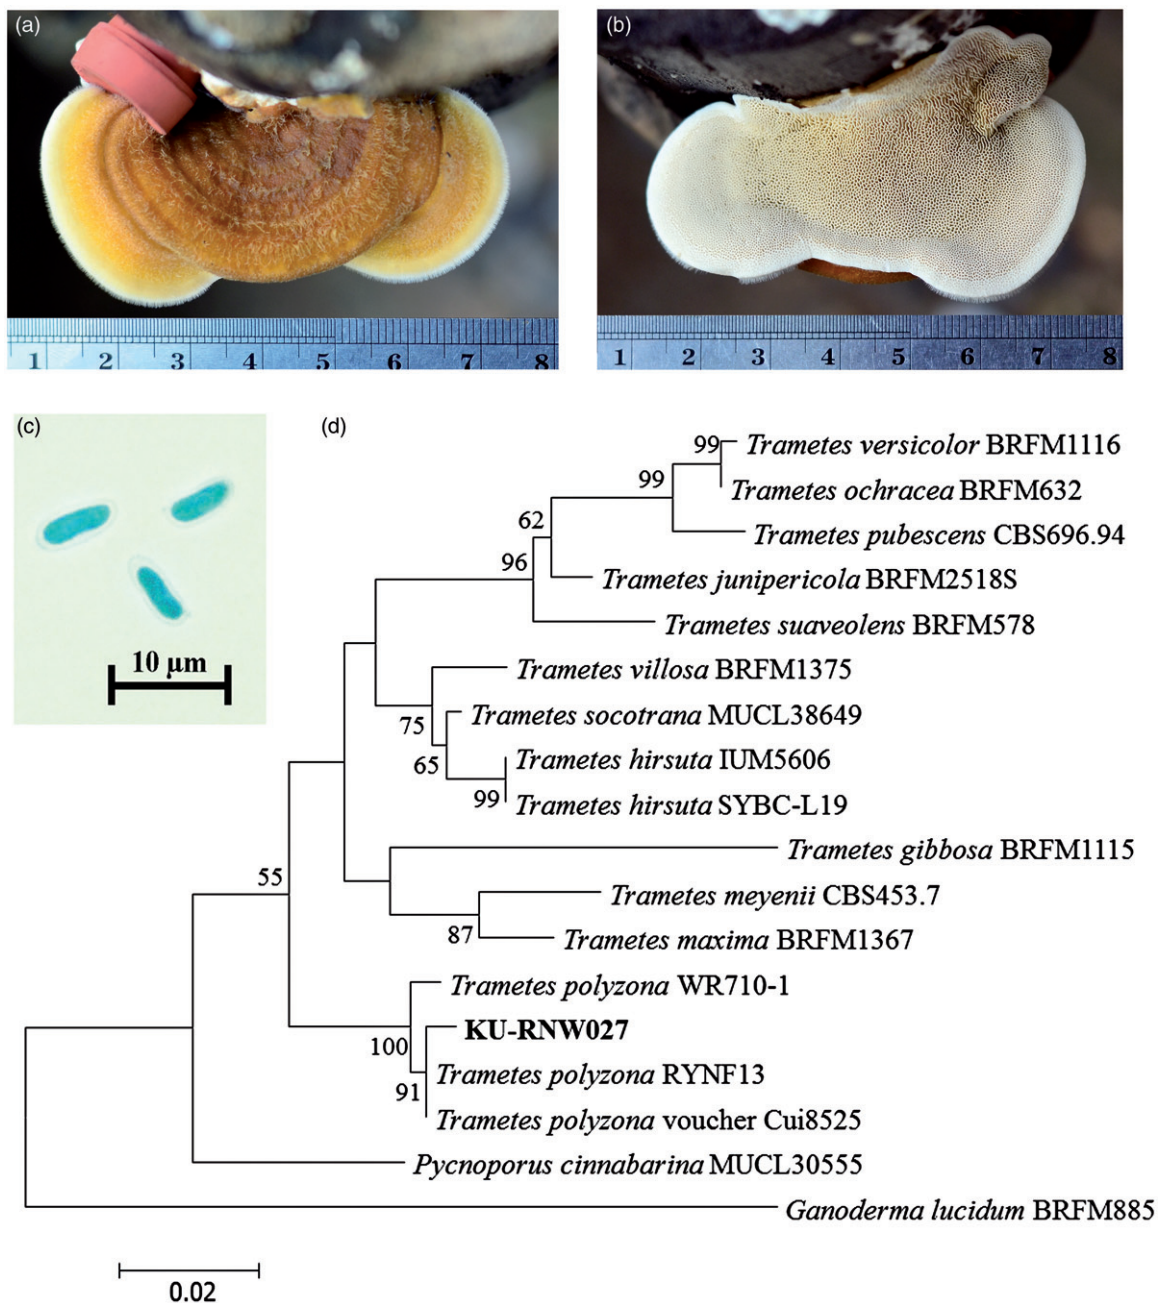 (a)
(b)
1 2 3 4 5 6 7 8
1 2 3 4 5 6 7 8
(c)
(d)
10 µm
99
Trametes versicolor BRFM1116
99
Trametes ochracea BRFM632
Trametes pubescens CBS696.94
62
96
Trametes junipericola BRFM2518S
Trametes suaveolens BRFM578
Trametes villosa BRFM1375
75
Trametes socotrana MUCL38649
65
Trametes hirsuta IUM5606
99
Trametes hirsuta SYBC-L19
Trametes gibbosa BRFM1115
55
Trametes meyenii CBS453.7
87
Trametes maxima BRFM1367
Trametes polyzona WR710-1
KU-RNW027
100
Trametes polyzona RYNF13
91
Trametes polyzona voucher Cui8525
Pycnoporus cinnabarina MUCL30555
Ganoderma lucidum BRFM885
0.02